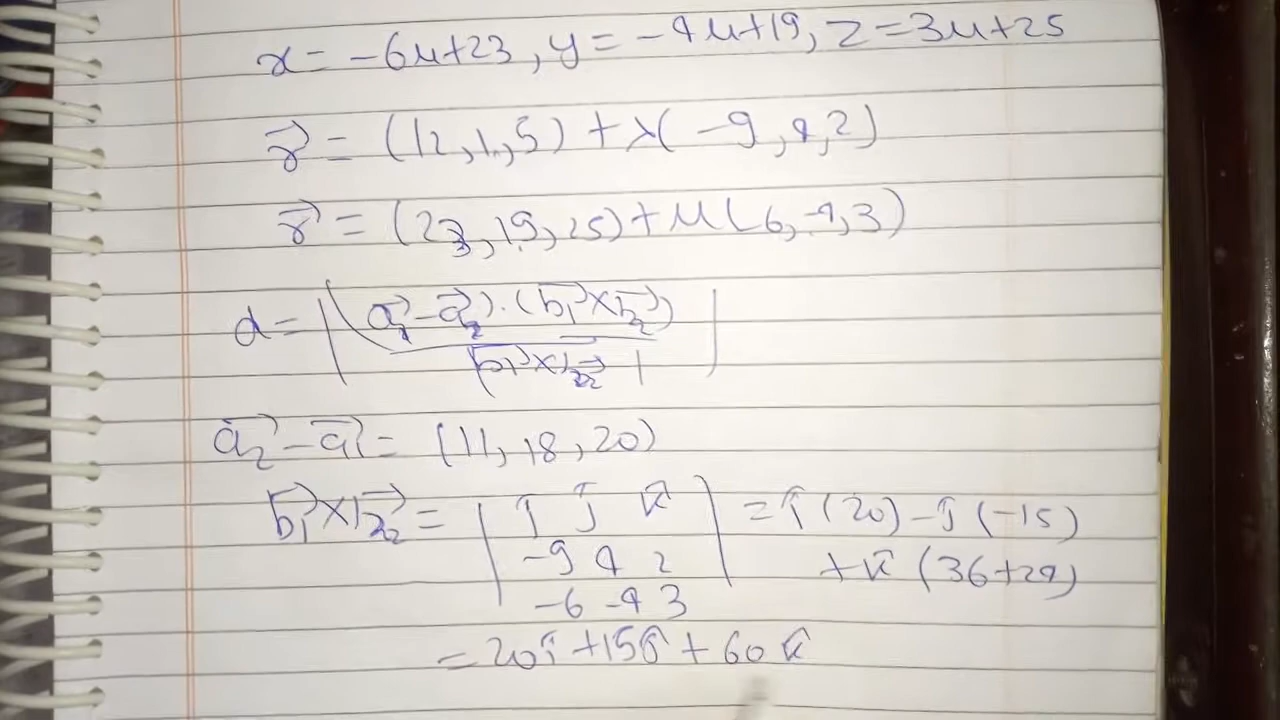 x = -6μ+23, y = -4μ+19, z = 3μ+25
r⃗ = (12,1,5) + λ(-9,4,2)
r⃗ = (23,19,25) + μ(6,-4,3)
d = |(a⃗₁ - a⃗₂).(b⃗₁×b⃗₂) / |b⃗₁×b⃗₂||
a⃗₂ - a⃗₁ = (11,18,20)
b⃗₁×b⃗₂ = | î ĵ k̂ | = î(20) - ĵ(-15)
-9 4 2 + k̂(36+24)
-6 -4 3
= 20î + 15ĵ + 60k̂